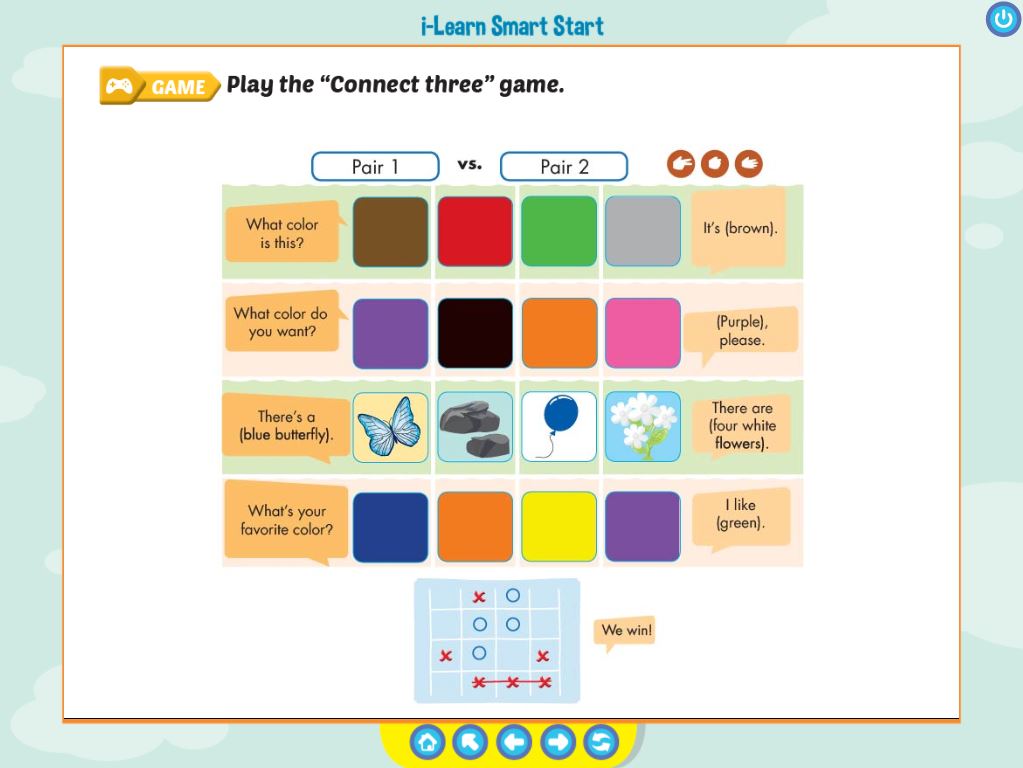 i-Learn Smart Start
GAME
Play the “Connect three” game.
Pair 1
vs.
Pair 2
What color
is this?
It's (brown).
What color do
you want?
(Purple),
please.
There's a
(blue butterfly).
There are
(four white
flowers).
What's your
favorite color?
I like
(green).
We win!